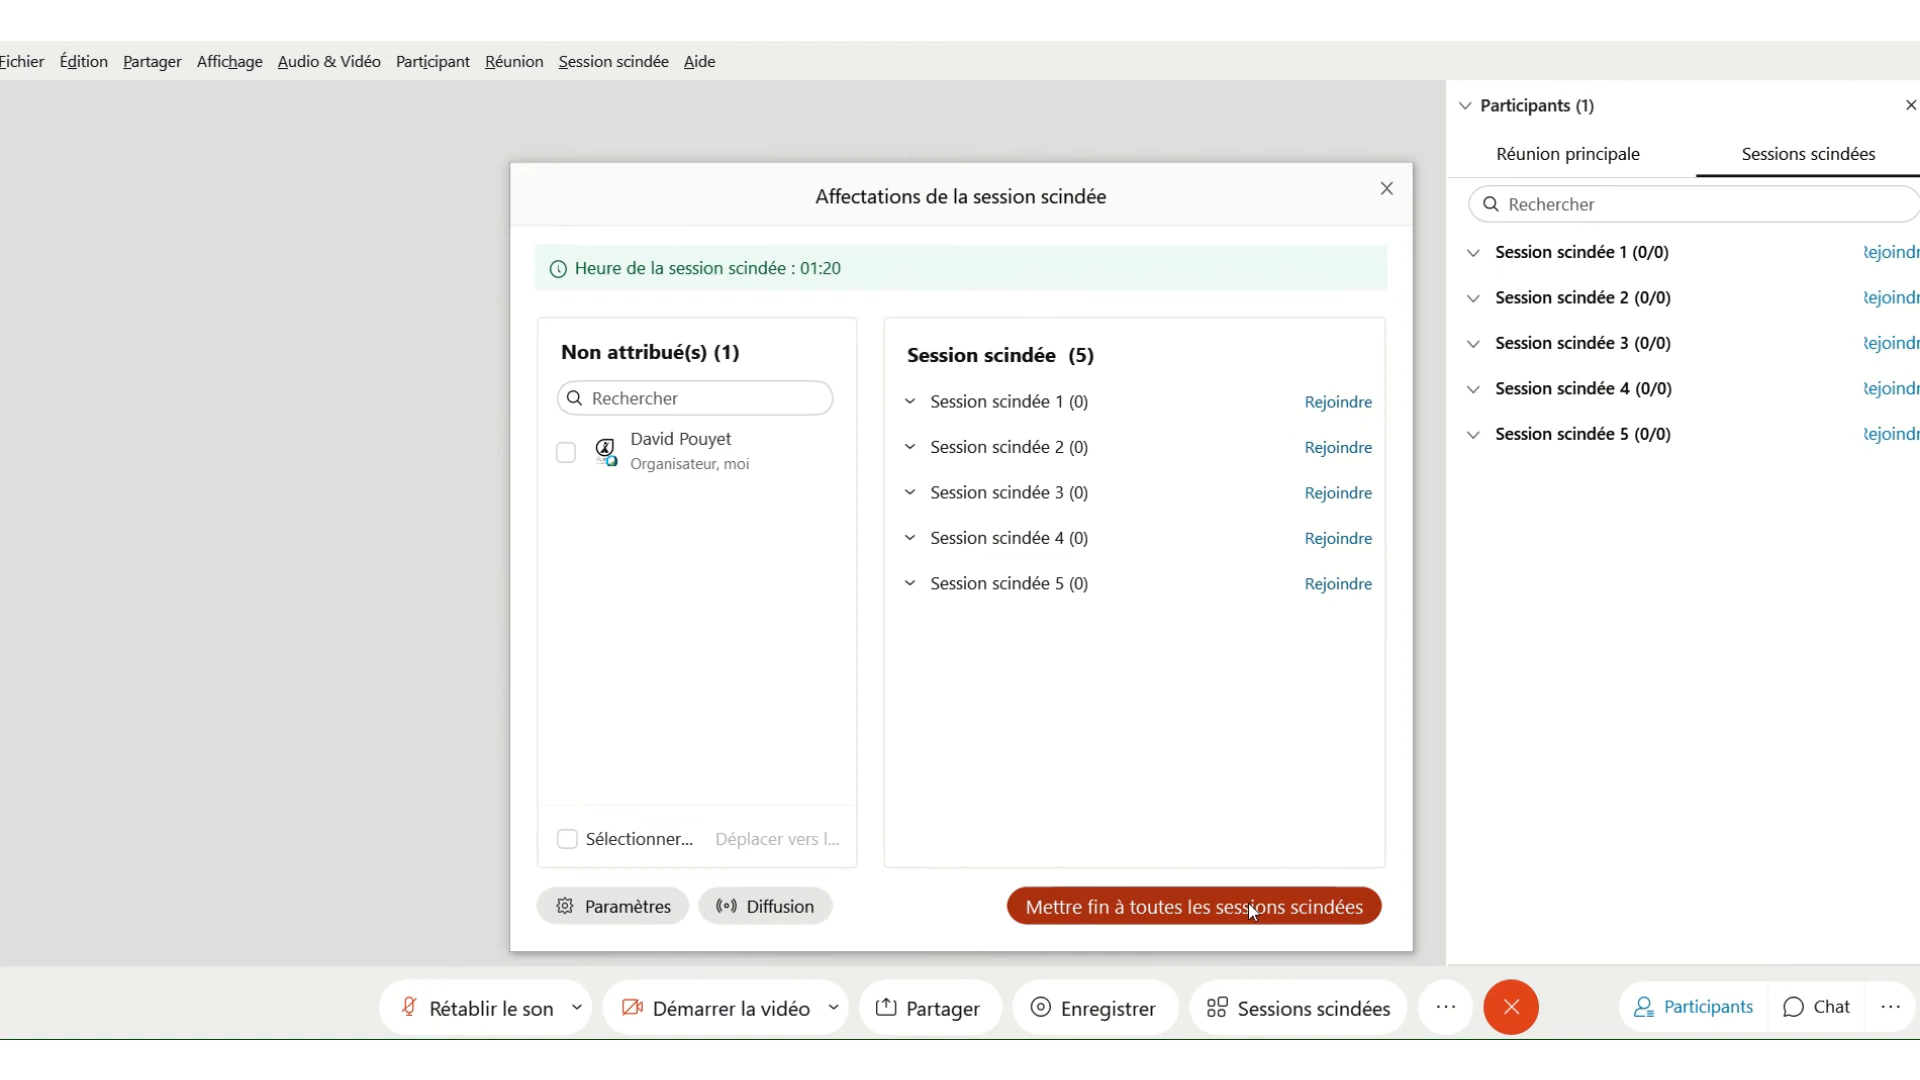 Fichier Édition Partager Affichage Audio & Vidéo Participant Réunion Session scindée Aide
Participants (1)
Réunion principale Sessions scindées
Rechercher
Session scindée 1 (0/0) Rejoindr
Session scindée 2 (0/0) Rejoindr
Session scindée 3 (0/0) Rejoindr
Session scindée 4 (0/0) Rejoindr
Session scindée 5 (0/0) Rejoindr
Affectations de la session scindée
Heure de la session scindée : 01:20
Non attribué(s) (1)
Rechercher
David Pouyet
Organisateur, moi
Sélectionner... Déplacer vers l...
Session scindée (5)
Session scindée 1 (0) Rejoindre
Session scindée 2 (0) Rejoindre
Session scindée 3 (0) Rejoindre
Session scindée 4 (0) Rejoindre
Session scindée 5 (0) Rejoindre
Paramètres Diffusion Mettre fin à toutes les sessions scindées
Rétablir le son Démarrer la vidéo Partager Enregistrer Sessions scindées ... Participants Chat ...